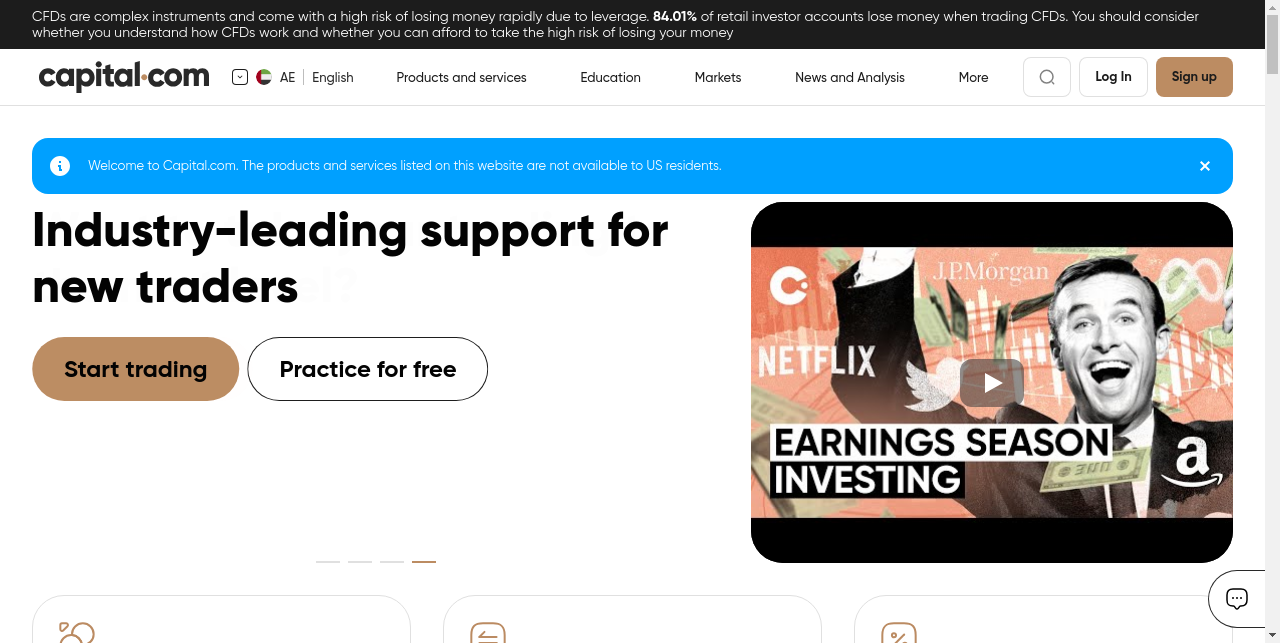 CFDs are complex instruments and come with a high risk of losing money rapidly due to leverage. 84.01% of retail investor accounts lose money when trading CFDs. You should consider
whether you understand how CFDs work and whether you can afford to take the high risk of losing your money
capital.com
AE
English
Products and services
Education
Markets
News and Analysis
More
Log In
Sign up
Welcome to Capital.com. The products and services listed on this website are not available to US residents.
Industry-leading support for
new traders
Start trading
Practice for free
J.P.Morgan
NETFLIX
EARNINGS SEASON
INVESTING
a